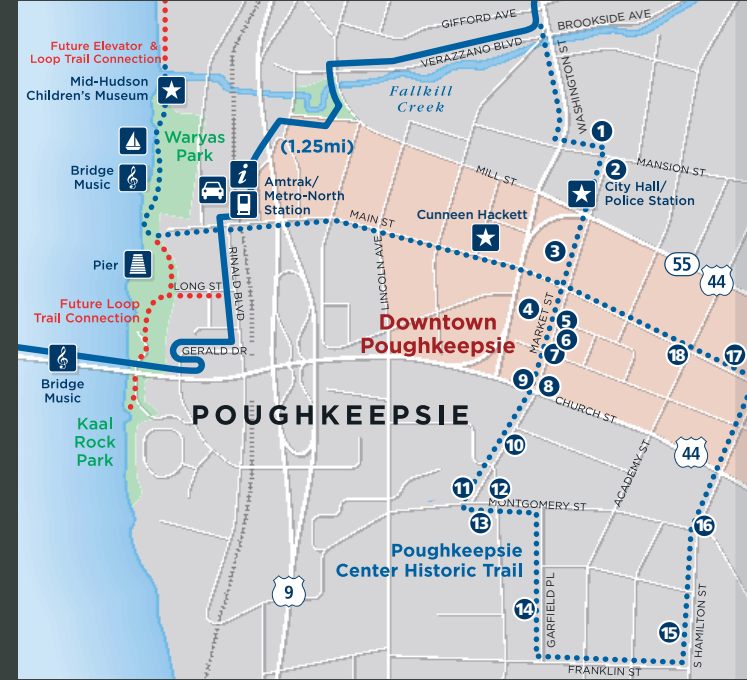 GIFFORD AVE
BROOKSIDE AVE
VERAZZANO BLVD
WASHINGTON ST
Future Elevator &
Loop Trail Connection
Mid-Hudson
Children's Museum
Fallkill
Creek
1
Waryas
Park
(1.25mi)
2
MANSION ST
Bridge
Music
i
Amtrak/
Metro-North
Station
MILL ST
City Hall/
Police Station
MAIN ST
Cunneen Hackett
3
55
44
Pier
RINALD BLVD
LINCOLN AVE
LONG ST
Future Loop
Trail Connection
4
MARKET ST
5
6
7
Downtown
Poughkeepsie
18
17
GERALD DR
Bridge
Music
9
8
CHURCH ST
POUGHKEEPSIE
Kaal
Rock
Park
10
44
ACADEMY ST
11
12
MONTGOMERY ST
13
16
Poughkeepsie
Center Historic Trail
9
14
GARFIELD PL
15
S HAMILTON ST
FRANKLIN ST